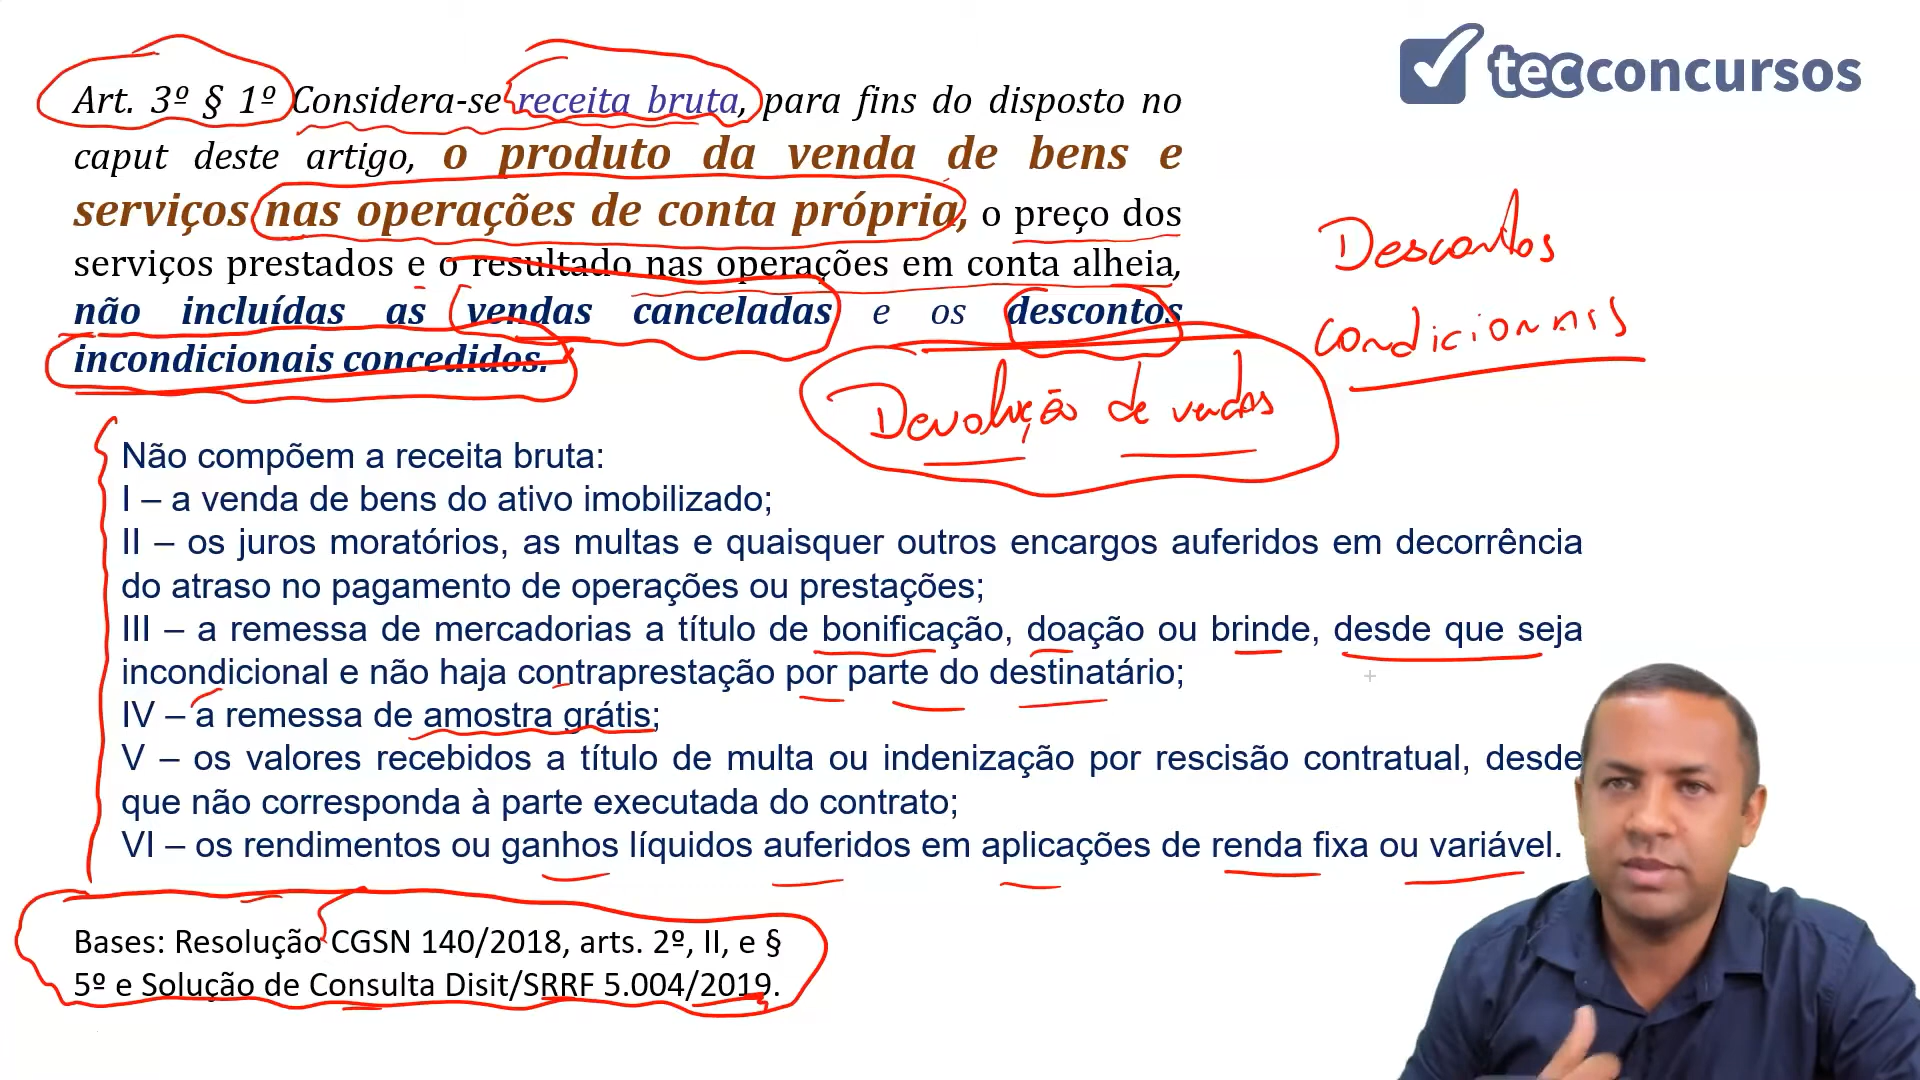 tecconcursos
Art. 3º § 1º Considera-se receita bruta, para fins do disposto no
caput deste artigo, o produto da venda de bens e
serviços nas operações de conta própria, o preço dos
serviços prestados e o resultado nas operações em conta alheia,
não incluídas as vendas canceladas e os descontos
incondicionais concedidos.
Descontos
condicionais
Devolução de vendas
Não compõem a receita bruta:
I – a venda de bens do ativo imobilizado;
II – os juros moratórios, as multas e quaisquer outros encargos auferidos em decorrência
do atraso no pagamento de operações ou prestações;
III – a remessa de mercadorias a título de bonificação, doação ou brinde, desde que seja
incondicional e não haja contraprestação por parte do destinatário;
IV – a remessa de amostra grátis;
V – os valores recebidos a título de multa ou indenização por rescisão contratual, desde
que não corresponda à parte executada do contrato;
VI – os rendimentos ou ganhos líquidos auferidos em aplicações de renda fixa ou variável.
Bases: Resolução CGSN 140/2018, arts. 2º, II, e §
5º e Solução de Consulta Disit/SRRF 5.004/2019.